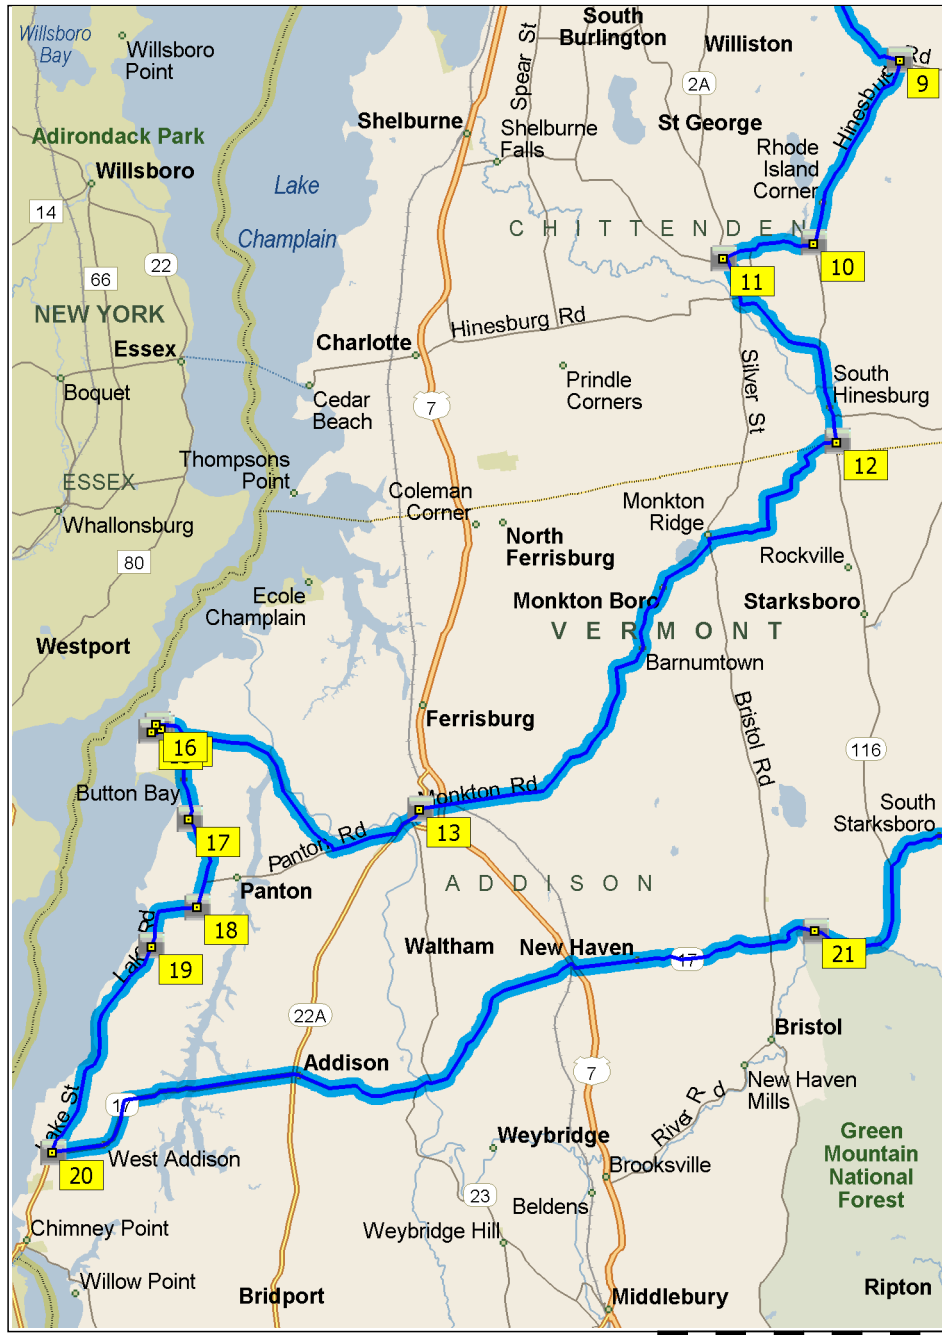 Willsboro
Bay
Willsboro
Point
South
Burlington
Williston
Spear St
2A
Rd
9
Hinesburg
Adirondack Park
Shelburne
Shelburne
Falls
St George
Rhode
Island
Corner
Willsboro
Lake
Champlain
14
CHITTENDEN
10
11
66
22
NEW YORK
Essex
Charlotte
Hinesburg Rd
Silver St
Boquet
Cedar
Beach
7
Prindle
Corners
South
Hinesburg
12
Thompsons
Point
ESSEX
Coleman
Corner
Monkton
Ridge
Whallonsburg
North
Ferrisburg
Rockville
80
Ecole
Champlain
Monkton Boro
Starksboro
Westport
VERMONT
Barnumtown
Ferrisburg
Bristol Rd
16
116
Button Bay
Monkton Rd
South
Starksboro
17
Panton Rd
13
Panton
ADDISON
18
Lake Rd
Waltham
New Haven
17
21
19
22A
Bristol
Addison
7
New Haven
Mills
17
Lake St
River Rd
Green
Mountain
National
Forest
Weybridge
West Addison
20
Brooksville
23
Beldens
Chimney Point
Weybridge Hill
Willow Point
Bridport
Middlebury
Ripton